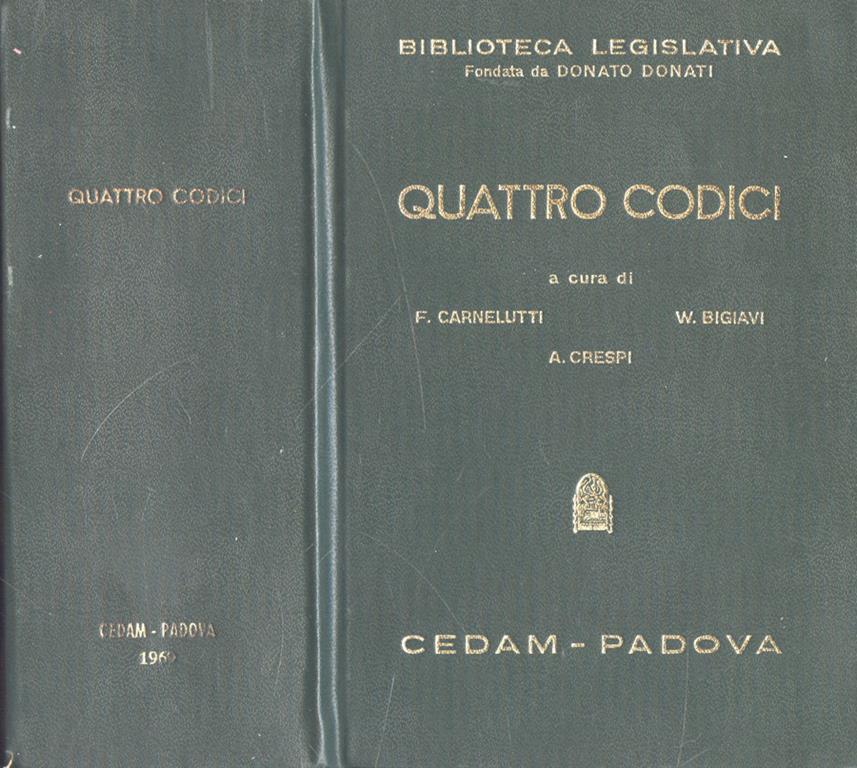 QUATTRO CODICI
CEDAM - PADOVA
BIBLIOTECA LEGISLATIVA
Fondata da DONATO DONATI
QUATTRO CODICI
a cura di
F. CARNELUTTI W. BIGIAVI
A. CRESPI
CEDAM - PADOVA